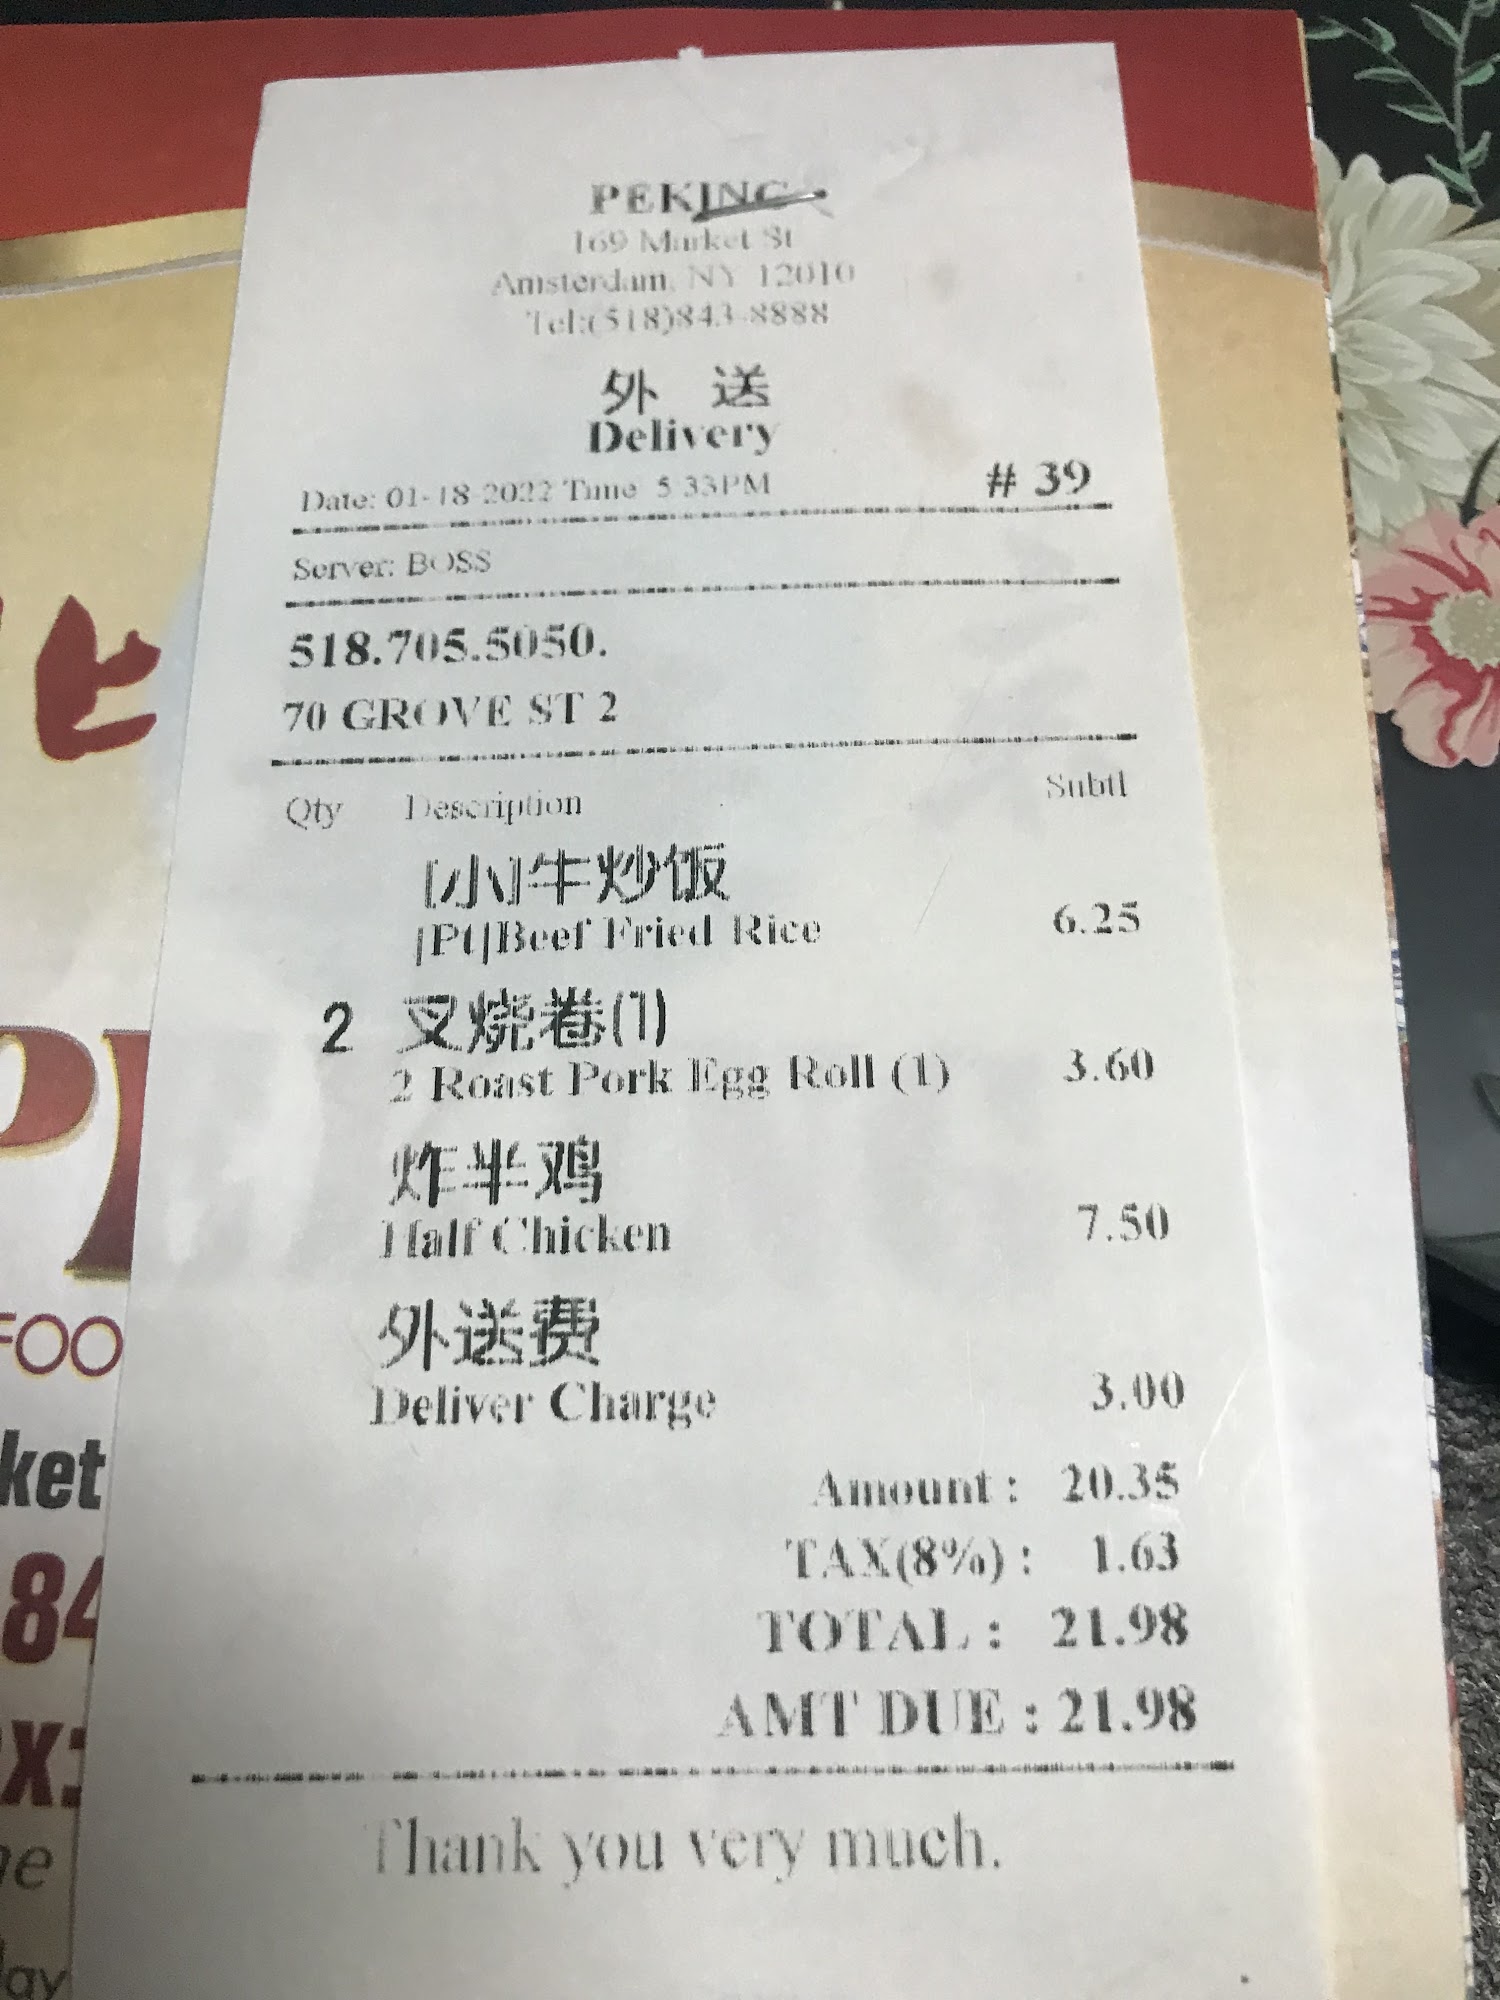 PEKING
169 Market St
Amsterdam, NY 12010
Tel:(518)843-8888
外 送
Delivery
Date: 01-18-2022 Time 5:33PM # 39
Server: BOSS
518.705.5050.
70 GROVE ST 2
Qty Description Subtl
[小]牛炒饭
[Pt]Beef Fried Rice 6.25
2 叉烧卷(1)
2 Roast Pork Egg Roll (1) 3.60
炸半鸡
Half Chicken 7.50
外送费
Deliver Charge 3.00
Amount : 20.35
TAX(8%) : 1.63
TOTAL : 21.98
AMT DUE : 21.98
Thank you very much.
FOO
ket
84
x:
ay